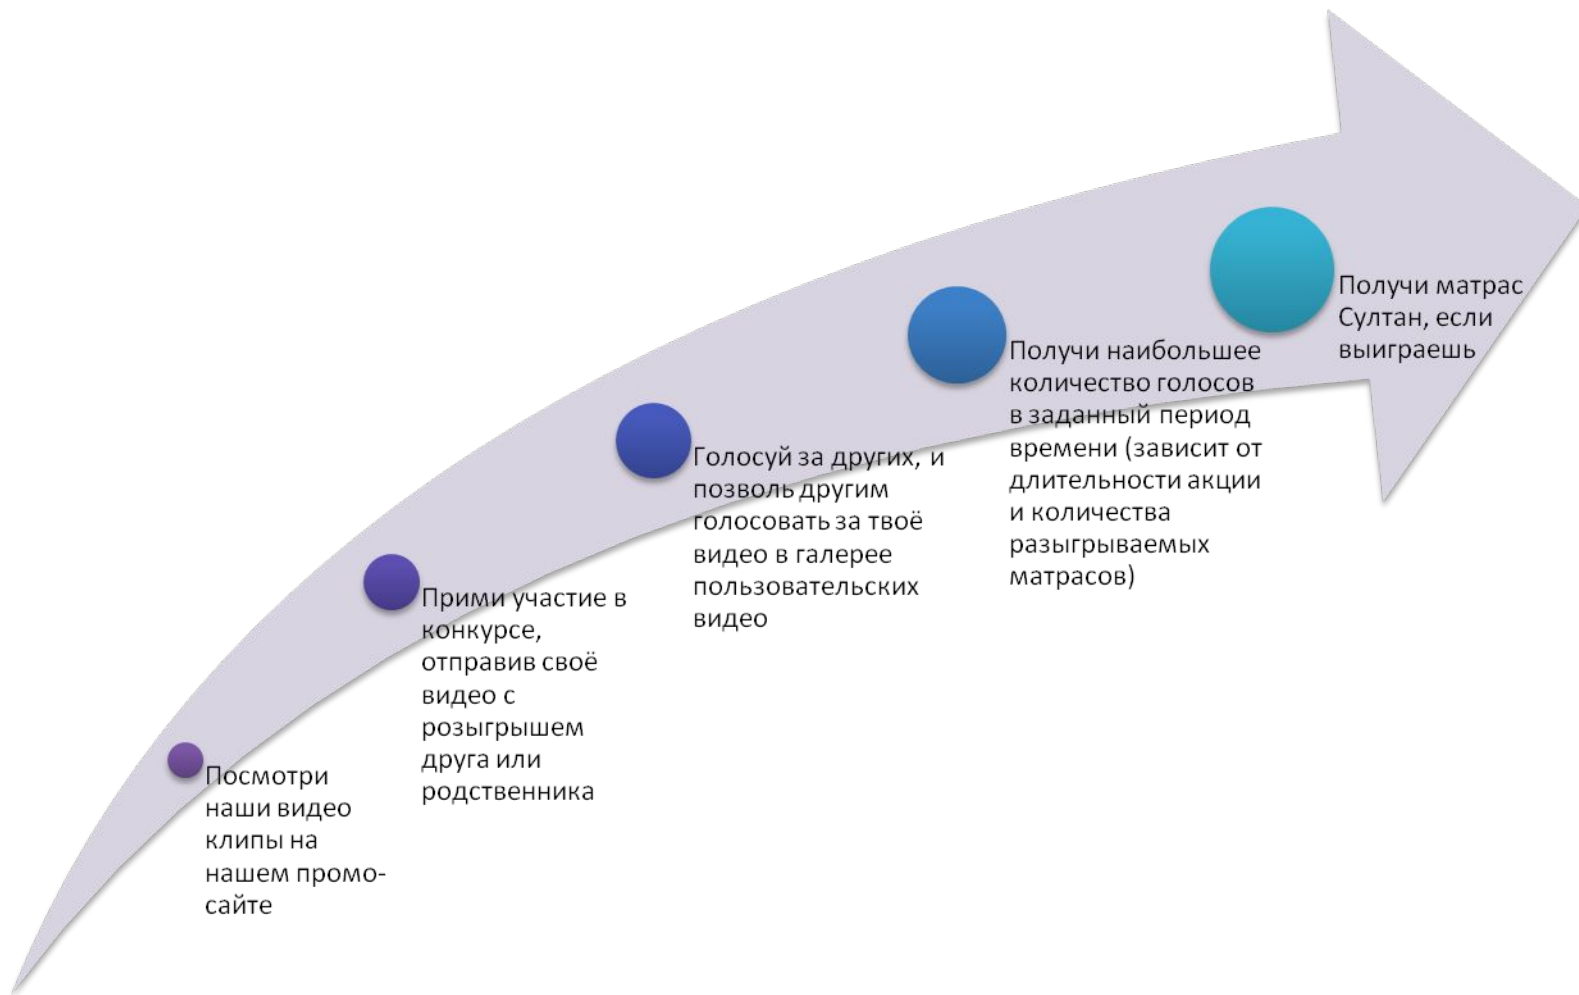 Посмотри
наши видео
клипы на
нашем промо-
сайте
Прими участие в
конкурсе,
отправив своё
видео с
розыгрышем
друга или
родственника
Голосуй за других, и
позволь другим
голосовать за твоё
видео в галерее
пользовательских
видео
Получи наибольшее
количество голосов
в заданный период
времени (зависит от
длительности акции
и количества
разыгрываемых
матрасов)
Получи матрас
Султан, если
выиграешь